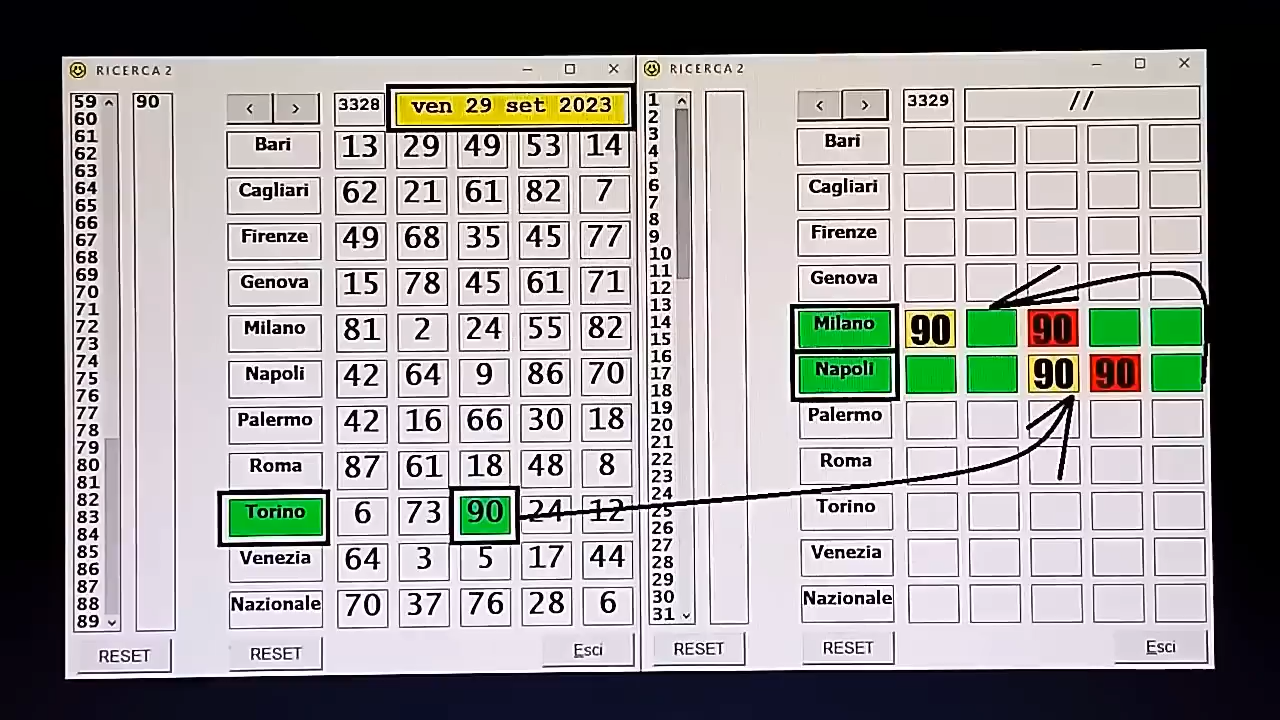 RICERCA 2
59
60
61
62
63
64
65
66
67
68
69
70
71
72
73
74
75
76
77
78
79
80
81
82
83
84
85
86
87
88
89
90
< > 3328 ven 29 set 2023
Bari 13 29 49 53 14
Cagliari 62 21 61 82 7
Firenze 49 68 35 45 77
Genova 15 78 45 61 71
Milano 81 2 24 55 82
Napoli 42 64 9 86 70
Palermo 42 16 66 30 18
Roma 87 61 18 48 8
Torino 6 73 90 24 12
Venezia 64 3 5 17 44
Nazionale 70 37 76 28 6
RESET RESET Esci
RICERCA 2
1
2
3
4
5
6
7
8
9
10
11
12
13
14
15
16
17
18
19
20
21
22
23
24
25
26
27
28
29
30
31
< > 3329 //
Bari
Cagliari
Firenze
Genova
Milano 90 90
Napoli 90 90
Palermo
Roma
Torino
Venezia
Nazionale
RESET RESET Esci